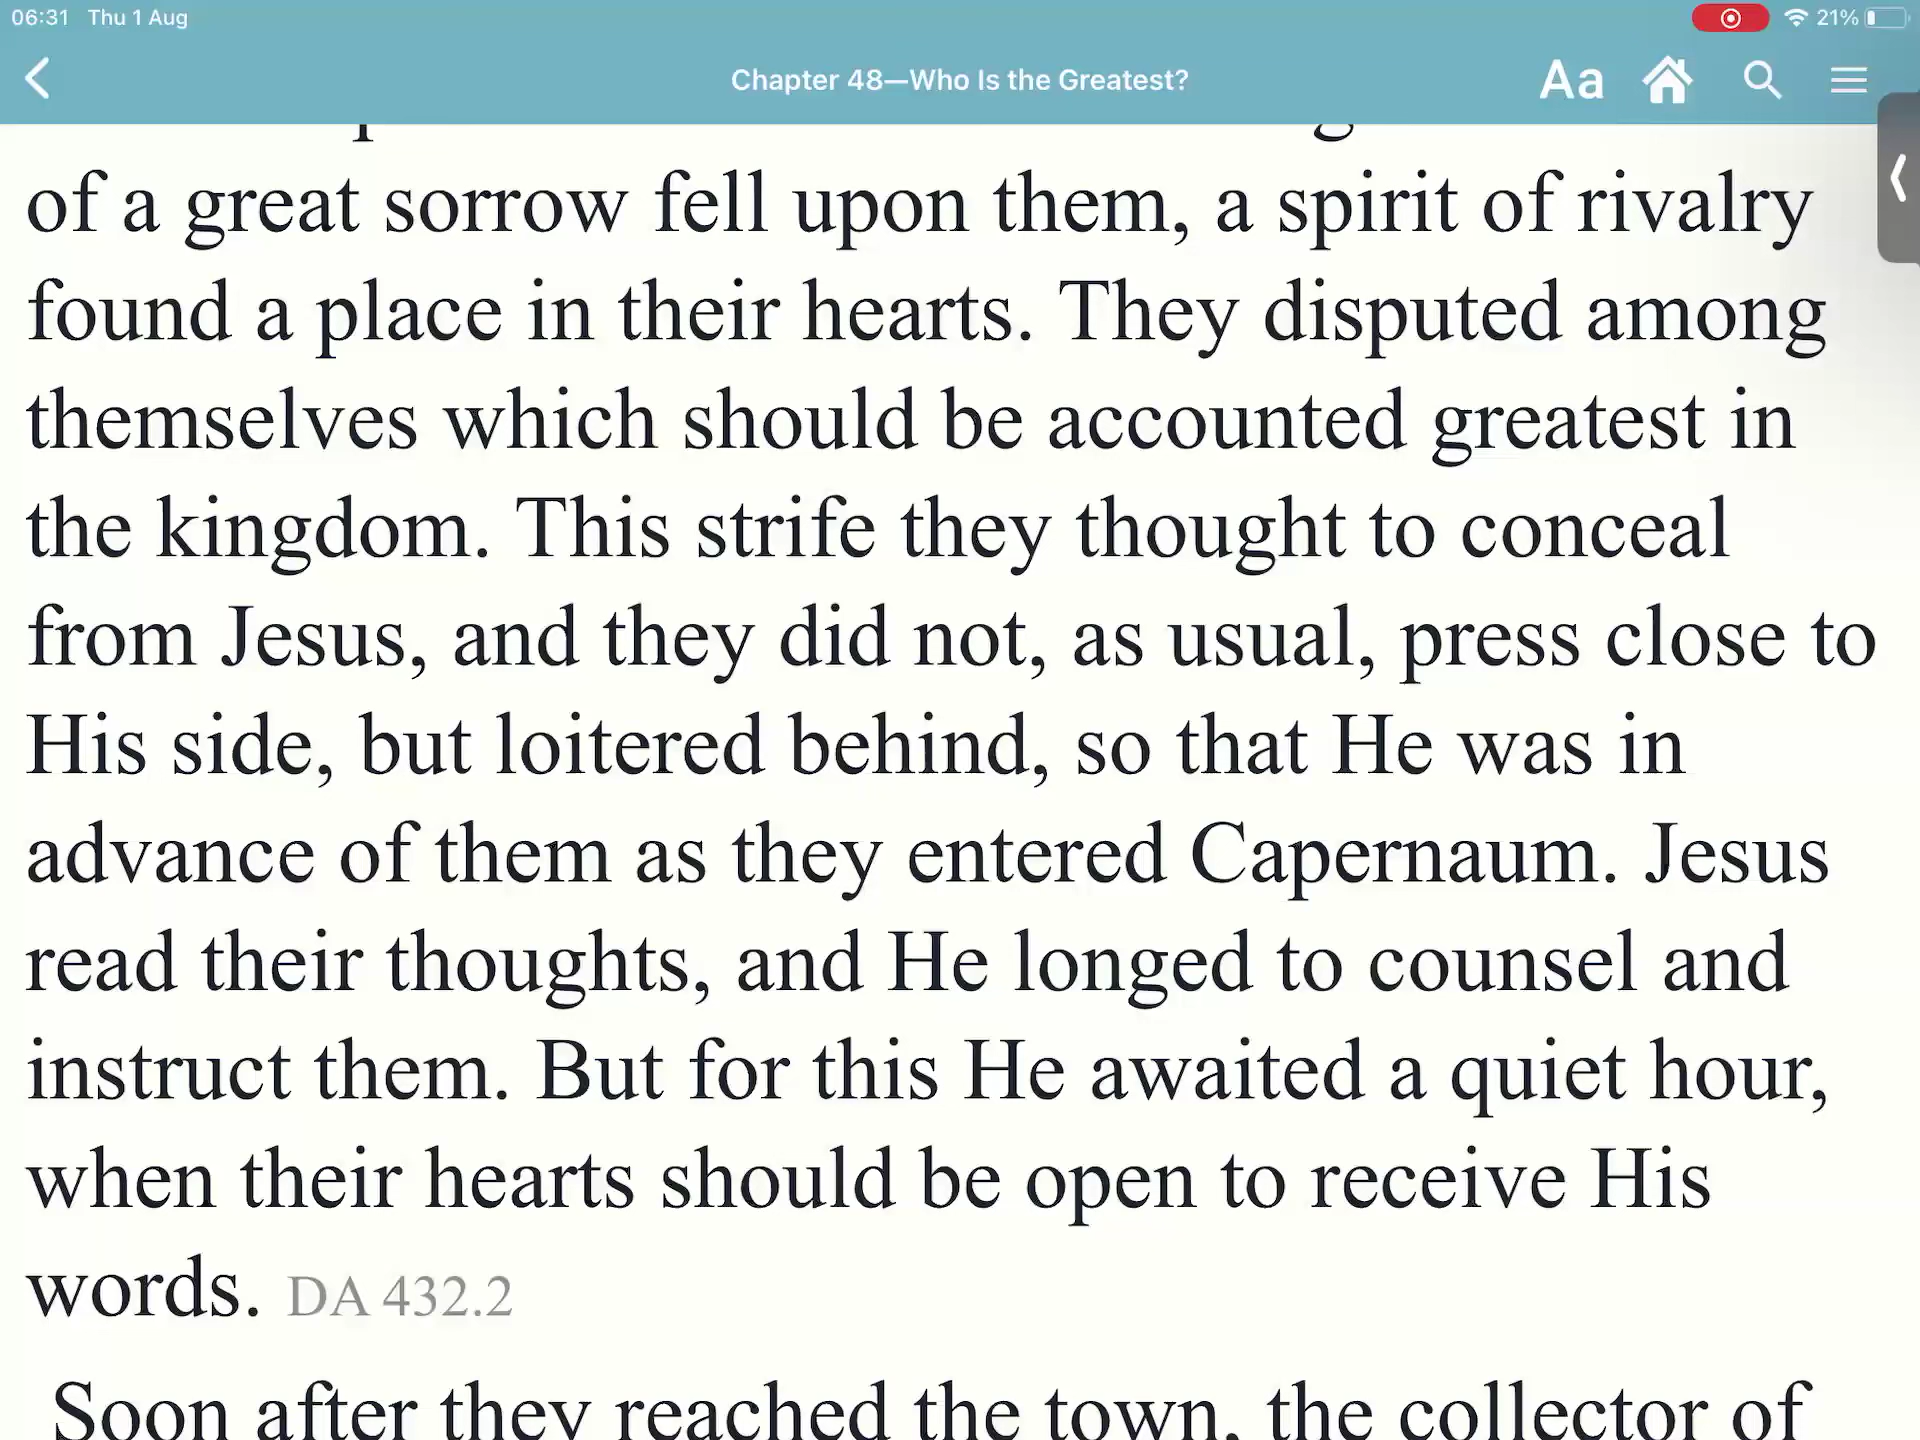 06:31 Thu 1 Aug
21%
Chapter 48—Who Is the Greatest?
Aa
of a great sorrow fell upon them, a spirit of rivalry
found a place in their hearts. They disputed among
themselves which should be accounted greatest in
the kingdom. This strife they thought to conceal
from Jesus, and they did not, as usual, press close to
His side, but loitered behind, so that He was in
advance of them as they entered Capernaum. Jesus
read their thoughts, and He longed to counsel and
instruct them. But for this He awaited a quiet hour,
when their hearts should be open to receive His
words. DA 432.2
Soon after they reached the town, the collector of